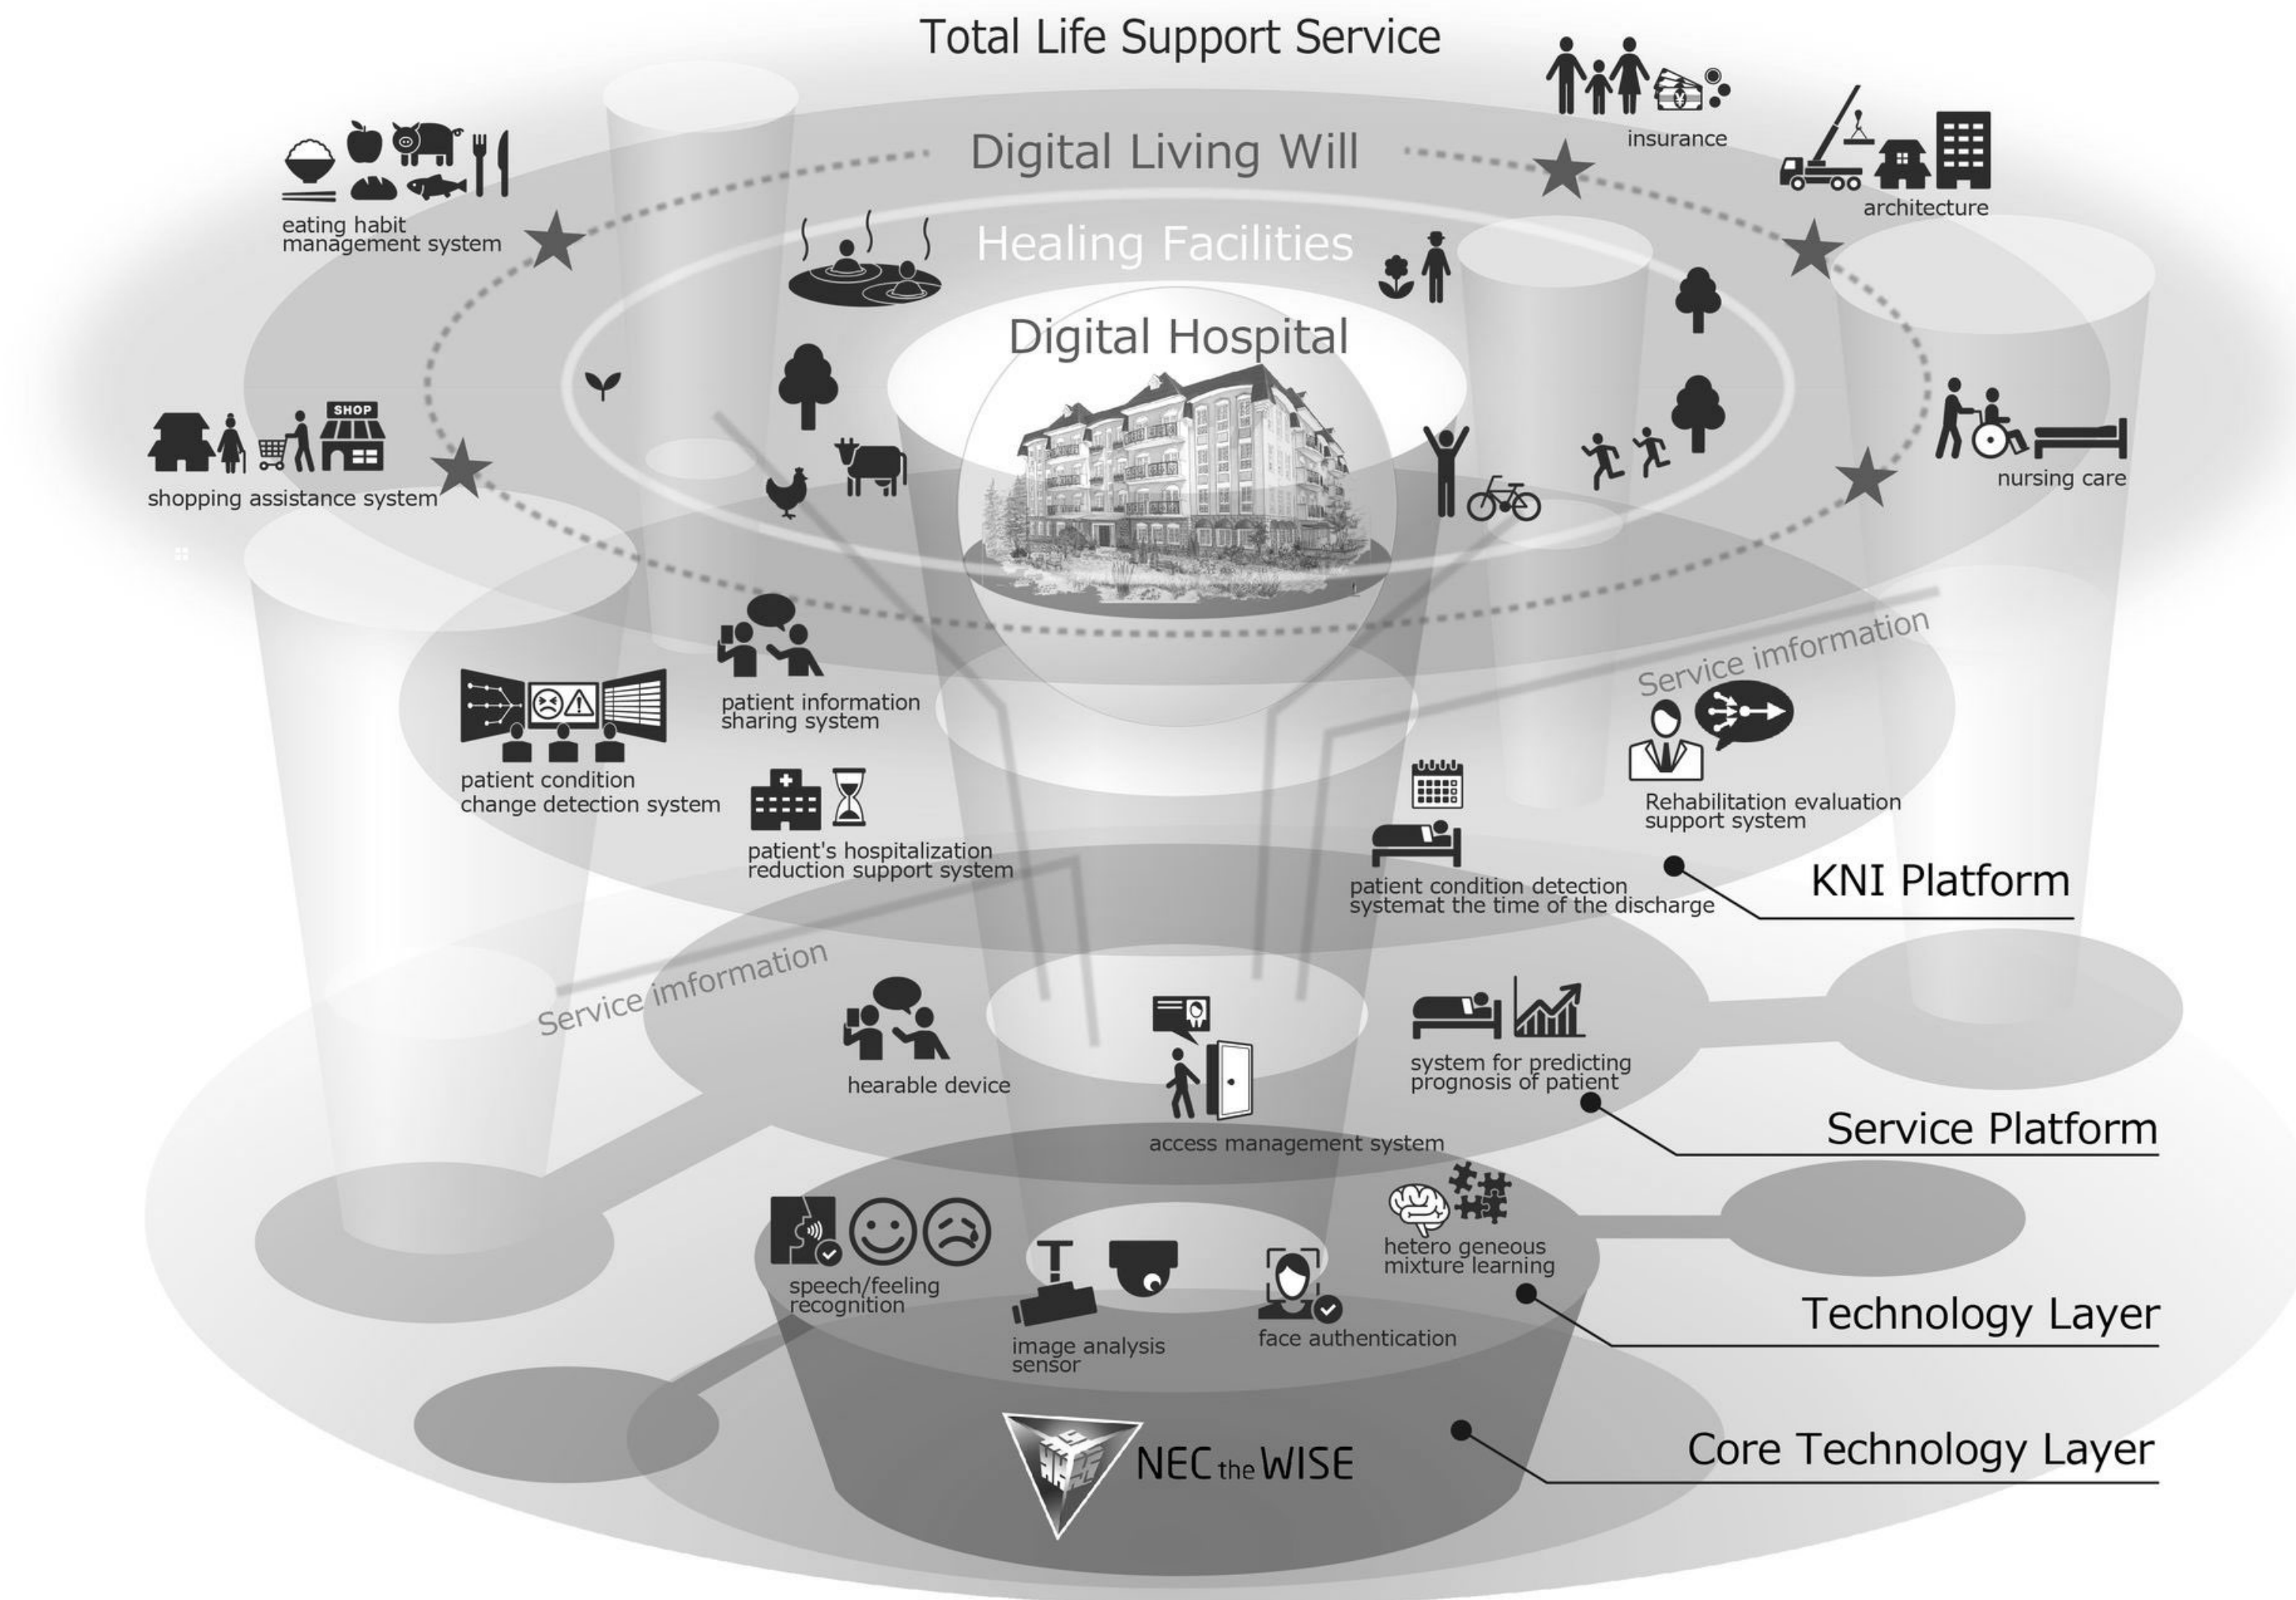 Total Life Support Service
insurance
architecture
Digital Living Will
eating habit
management system
Healing Facilities
Digital Hospital
SHOP
shopping assistance system
nursing care
Service imformation
patient information
sharing system
patient condition
change detection system
patient's hospitalization
reduction support system
Rehabilitation evaluation
support system
patient condition detection
systemat the time of the discharge
KNI Platform
Service imformation
hearable device
system for predicting
prognosis of patient
access management system
Service Platform
speech/feeling
recognition
image analysis
sensor
face authentication
hetero geneous
mixture learning
Technology Layer
NEC the WISE
Core Technology Layer